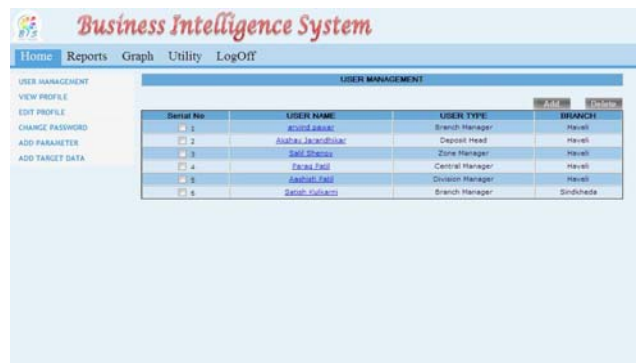 BIS
Business Intelligence System
Home Reports Graph Utility LogOff
USER MANAGEMENT
VIEW PROFILE
EDIT PROFILE
CHANGE PASSWORD
ADD PARAMETER
ADD TARGET DATA
USER MANAGEMENT
Add Delete
Serial No USER NAME USER TYPE BRANCH
1 arvind pawar Branch Manager Haveli
2 Akshay Jarandhikar Deposit Head Haveli
3 Salil Shenoy Zone Manager Haveli
4 Parag Patil Central Manager Haveli
5 Aashish Patil Division Manager Haveli
6 Satish Kulkarni Branch Manager Sindkheda